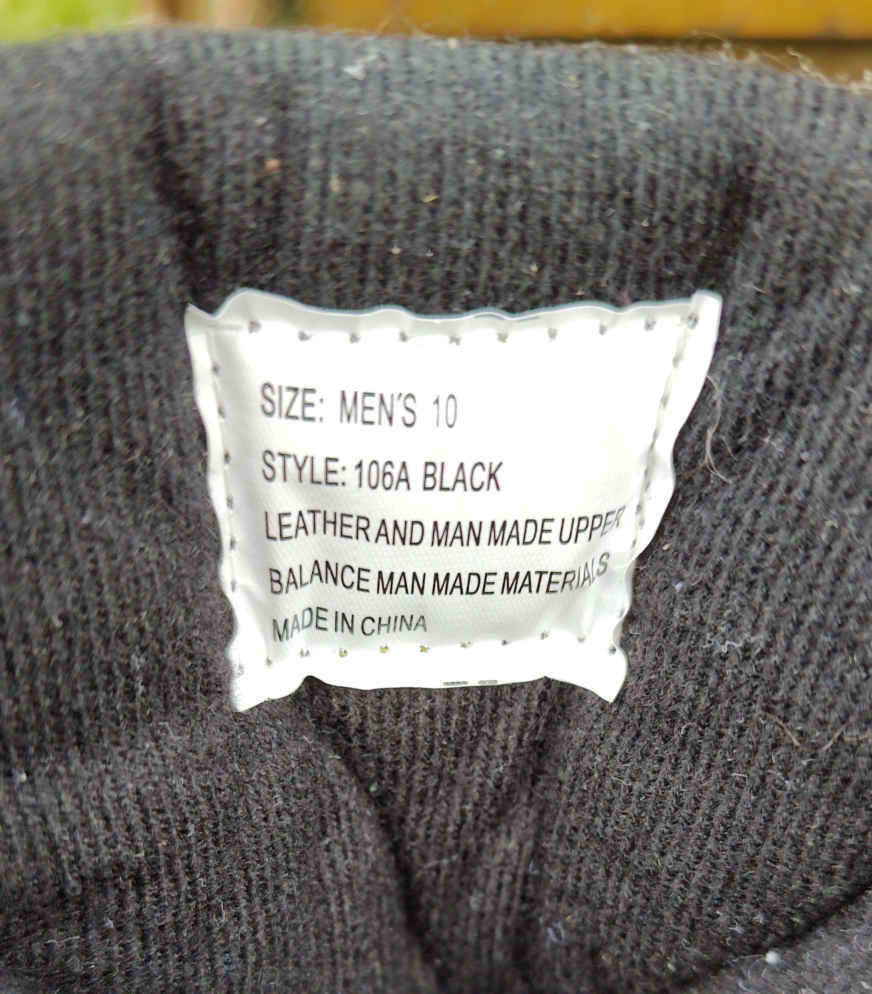 SIZE: MEN'S 10
STYLE: 106A BLACK
LEATHER AND MAN MADE UPPER
BALANCE MAN MADE MATERIALS
MADE IN CHINA